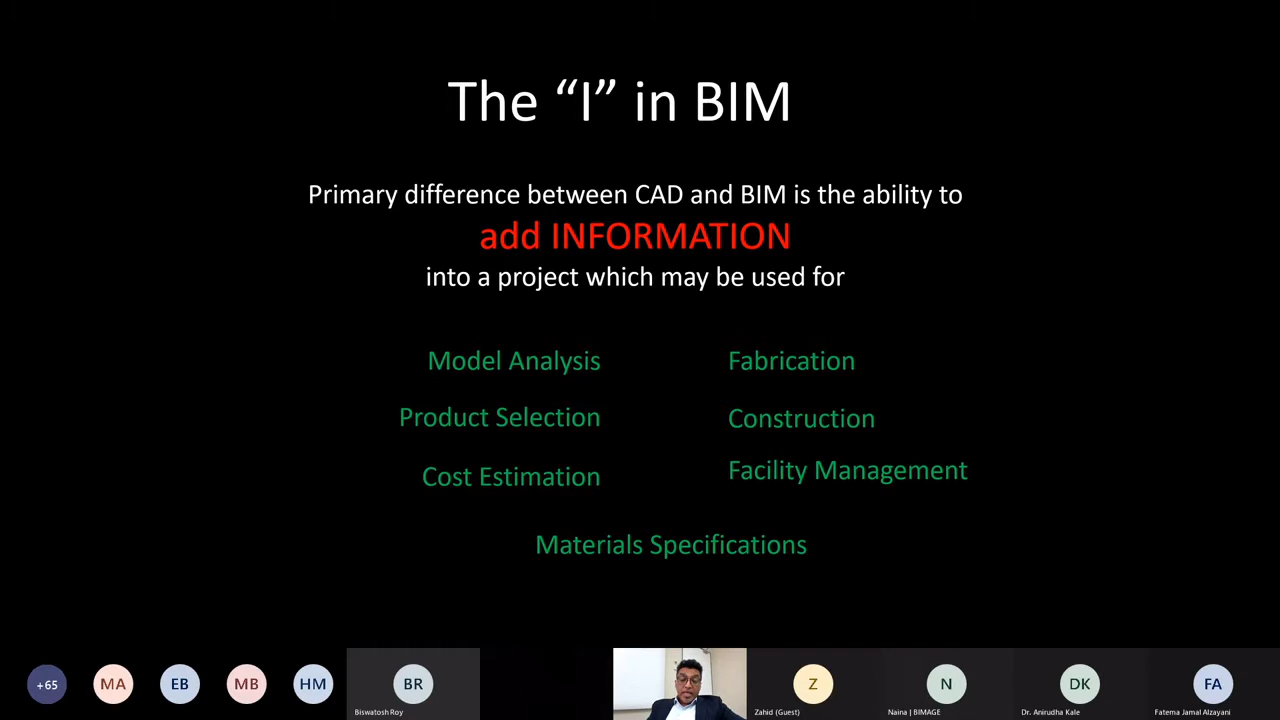 The “I” in BIM
Primary difference between CAD and BIM is the ability to
add INFORMATION
into a project which may be used for
Model Analysis
Fabrication
Product Selection
Construction
Cost Estimation
Facility Management
Materials Specifications
+65
MA
EB
MB
HM
BR
Biswatosh Roy
Z
Zahid (Guest)
N
Naina | BIMAGE
DK
Dr. Anirudha Kale
FA
Fatema Jamal Alzayani